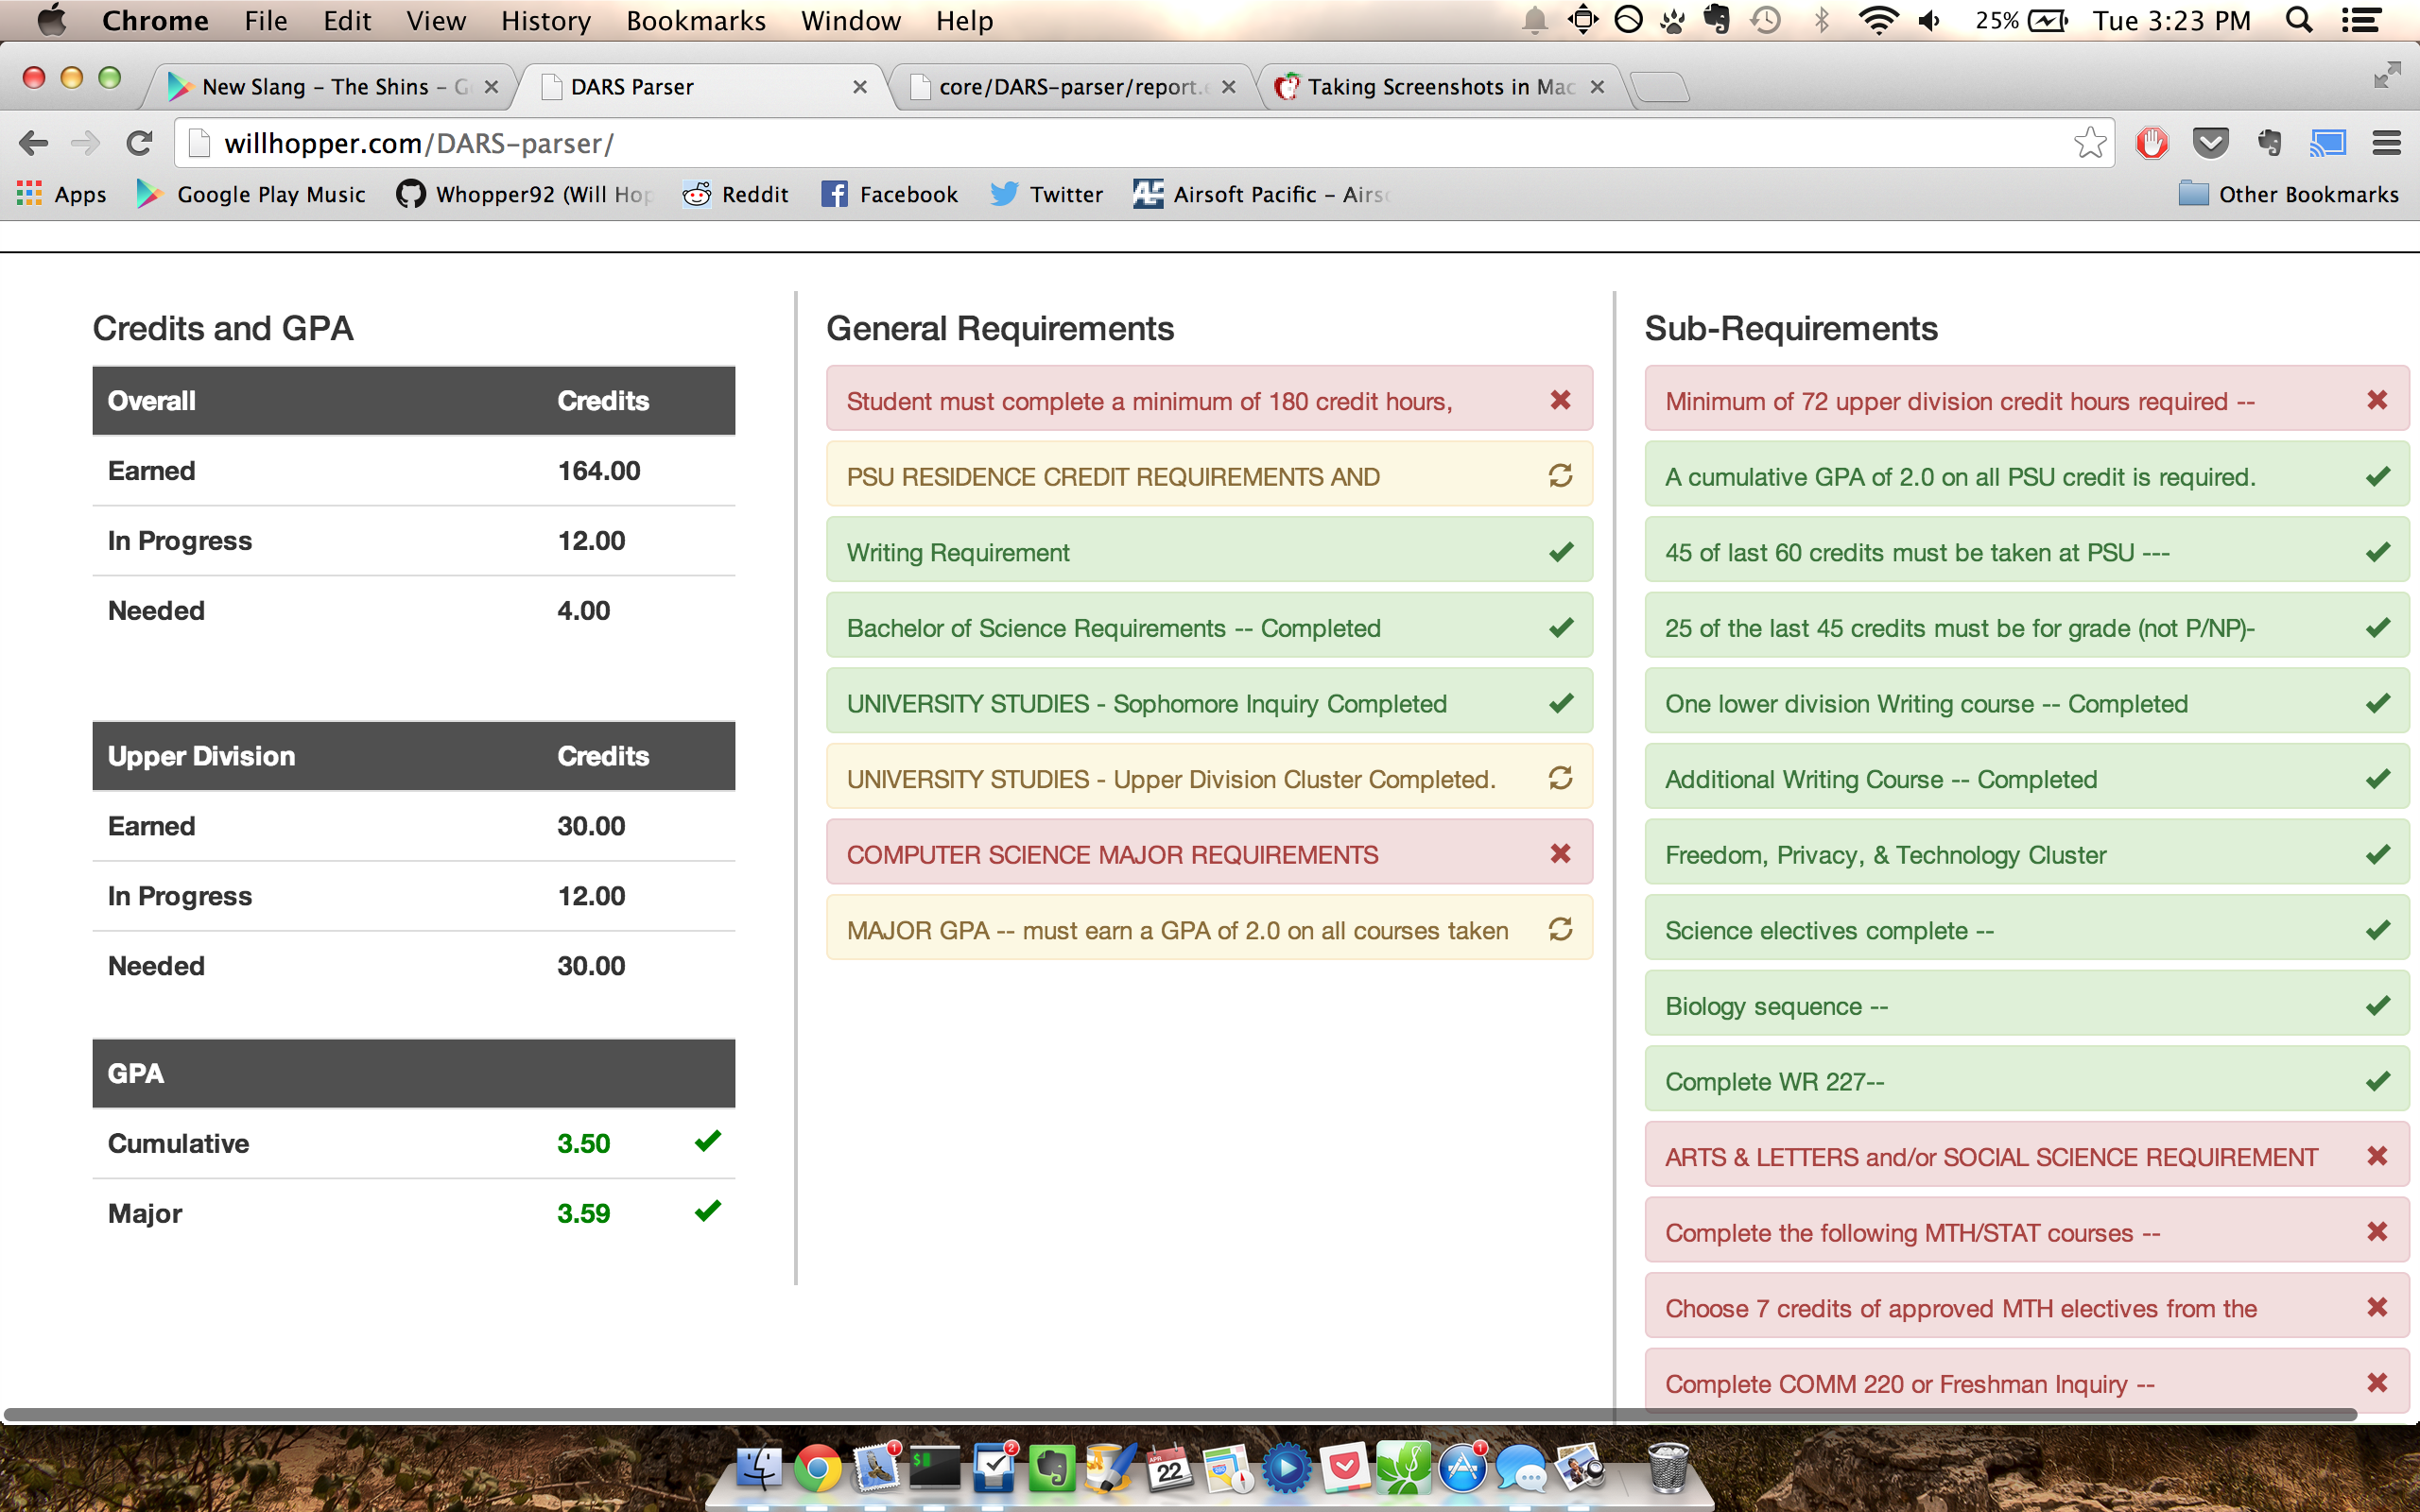 Chrome File Edit View History Bookmarks Window Help 25% Tue 3:23 PM
New Slang – The Shins – G DARS Parser core/DARS-parser/report.e Taking Screenshots in Mac
willhopper.com/DARS-parser/
Apps Google Play Music Whopper92 (Will Hop Reddit Facebook Twitter Airsoft Pacific – Airs Other Bookmarks
Credits and GPA
Overall Credits
Earned 164.00
In Progress 12.00
Needed 4.00
Upper Division Credits
Earned 30.00
In Progress 12.00
Needed 30.00
GPA
Cumulative 3.50
Major 3.59
General Requirements
Student must complete a minimum of 180 credit hours,
PSU RESIDENCE CREDIT REQUIREMENTS AND
Writing Requirement
Bachelor of Science Requirements -- Completed
UNIVERSITY STUDIES - Sophomore Inquiry Completed
UNIVERSITY STUDIES - Upper Division Cluster Completed.
COMPUTER SCIENCE MAJOR REQUIREMENTS
MAJOR GPA -- must earn a GPA of 2.0 on all courses taken
Sub-Requirements
Minimum of 72 upper division credit hours required --
A cumulative GPA of 2.0 on all PSU credit is required.
45 of last 60 credits must be taken at PSU ---
25 of the last 45 credits must be for grade (not P/NP)-
One lower division Writing course -- Completed
Additional Writing Course -- Completed
Freedom, Privacy, & Technology Cluster
Science electives complete --
Biology sequence --
Complete WR 227--
ARTS & LETTERS and/or SOCIAL SCIENCE REQUIREMENT
Complete the following MTH/STAT courses --
Choose 7 credits of approved MTH electives from the
Complete COMM 220 or Freshman Inquiry --
1 $ 2 APR 22 1